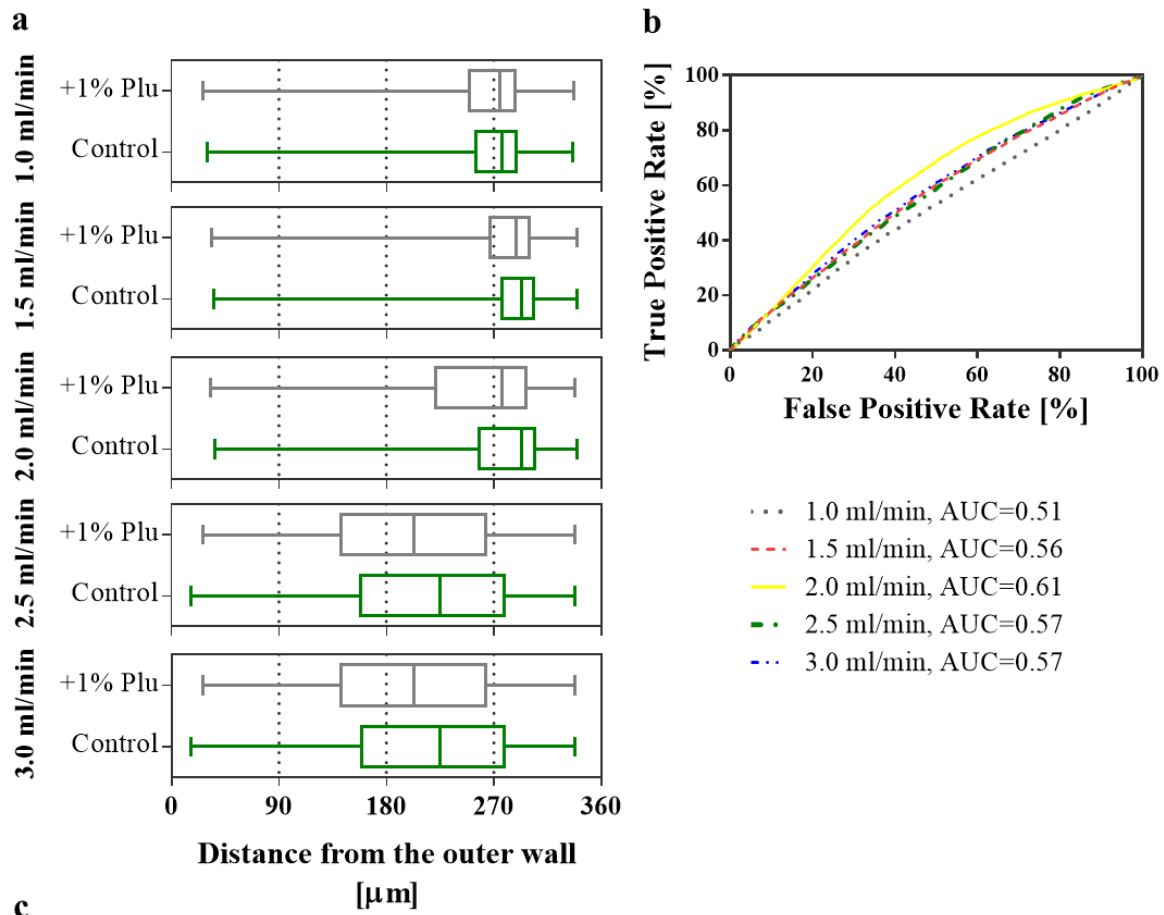 a
1.0 ml/min
+1% Plu
Control
1.5 ml/min
+1% Plu
Control
2.0 ml/min
+1% Plu
Control
2.5 ml/min
+1% Plu
Control
3.0 ml/min
+1% Plu
Control
0 90 180 270 360
Distance from the outer wall
[μm]
b
True Positive Rate [%]
100
80
60
40
20
0
0 20 40 60 80 100
False Positive Rate [%]
1.0 ml/min, AUC=0.51
1.5 ml/min, AUC=0.56
2.0 ml/min, AUC=0.61
2.5 ml/min, AUC=0.57
3.0 ml/min, AUC=0.57
c